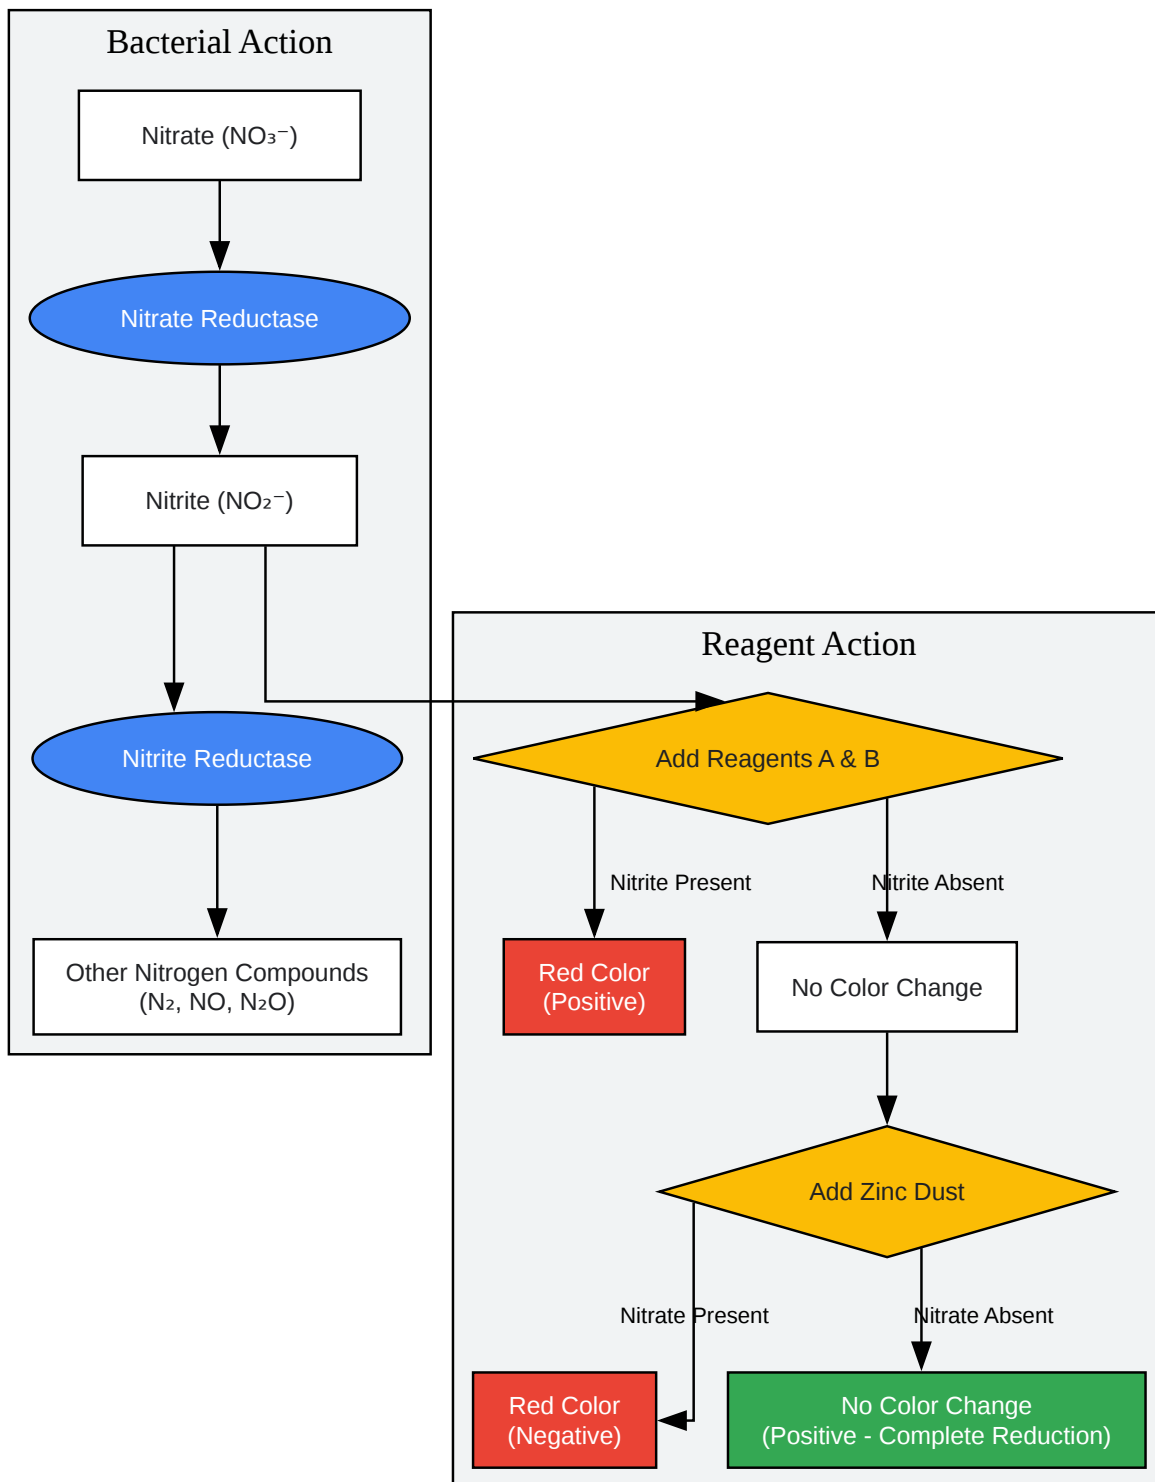 Bacterial Action
Nitrate (NO₃⁻)
Nitrate Reductase
Nitrite (NO₂⁻)
Nitrite Reductase
Other Nitrogen Compounds
(N₂, NO, N₂O)
Reagent Action
Add Reagents A & B
Nitrite Present
Nitrite Absent
Red Color
(Positive)
No Color Change
Add Zinc Dust
Nitrate Present
Nitrate Absent
Red Color
(Negative)
No Color Change
(Positive - Complete Reduction)